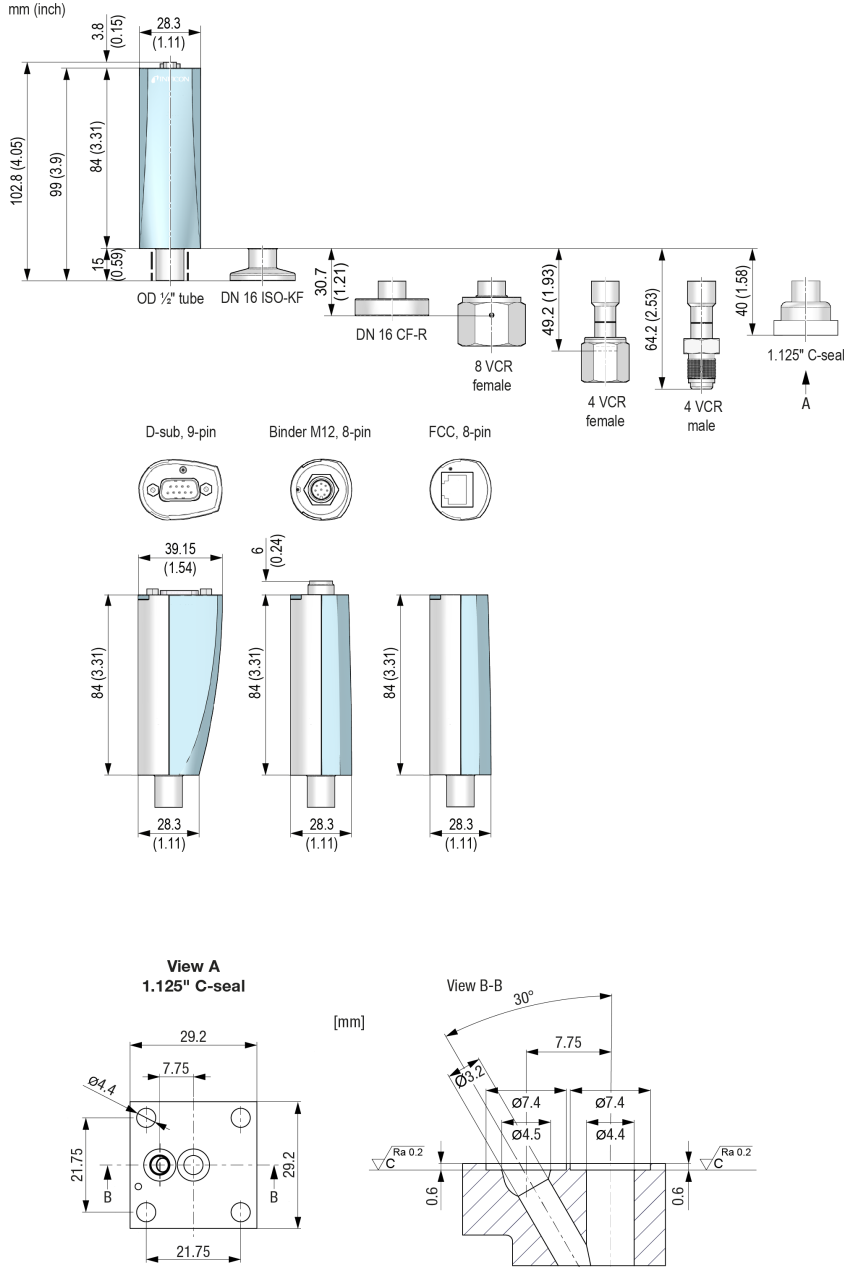 mm (inch)
3.8
(0.15)
28.3
(1.11)
INFICON
102.8 (4.05)
99 (3.9)
84 (3.31)
15
(0.59)
OD ½" tube
DN 16 ISO-KF
30.7
(1.21)
DN 16 CF-R
8 VCR
female
49.2 (1.93)
4 VCR
female
64.2 (2.53)
4 VCR
male
40 (1.58)
1.125" C-seal
A
D-sub, 9-pin
Binder M12, 8-pin
FCC, 8-pin
39.15
(1.54)
6
(0.24)
84 (3.31)
84 (3.31)
84 (3.31)
28.3
(1.11)
28.3
(1.11)
28.3
(1.11)
View A
1.125" C-seal
[mm]
29.2
7.75
Ø4.4
21.75
29.2
B
B
21.75
View B-B
30°
7.75
Ø3.2
Ø7.4
Ø7.4
Ø4.5
Ø4.4
Ra 0.2
C
Ra 0.2
C
0.6
0.6